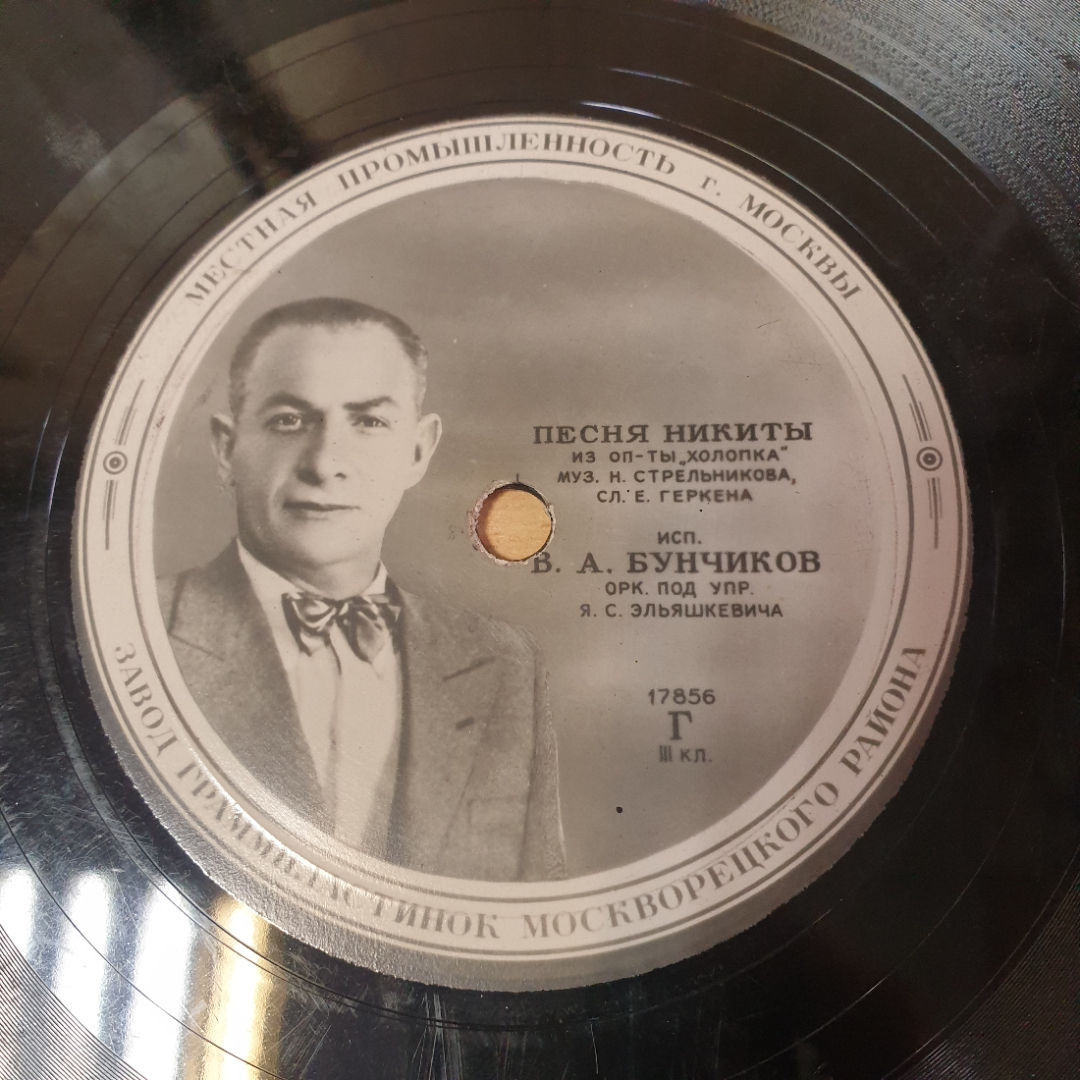 МЕСТНАЯ ПРОМЫШЛЕННОСТЬ г. МОСКВЫ
ПЕСНЯ НИКИТЫ
ИЗ ОП-ТЫ „ХОЛОПКА"
МУЗ. Н. СТРЕЛЬНИКОВА,
СЛ. Е. ГЕРКЕНА
ИСП.
В. А. БУНЧИКОВ
ОРК. ПОД УПР.
Я. С. ЭЛЬЯШКЕВИЧА
17856
Г
III КЛ.
ЗАВОД ГРАММПЛАСТИНОК МОСКВОРЕЦКОГО РАЙОНА